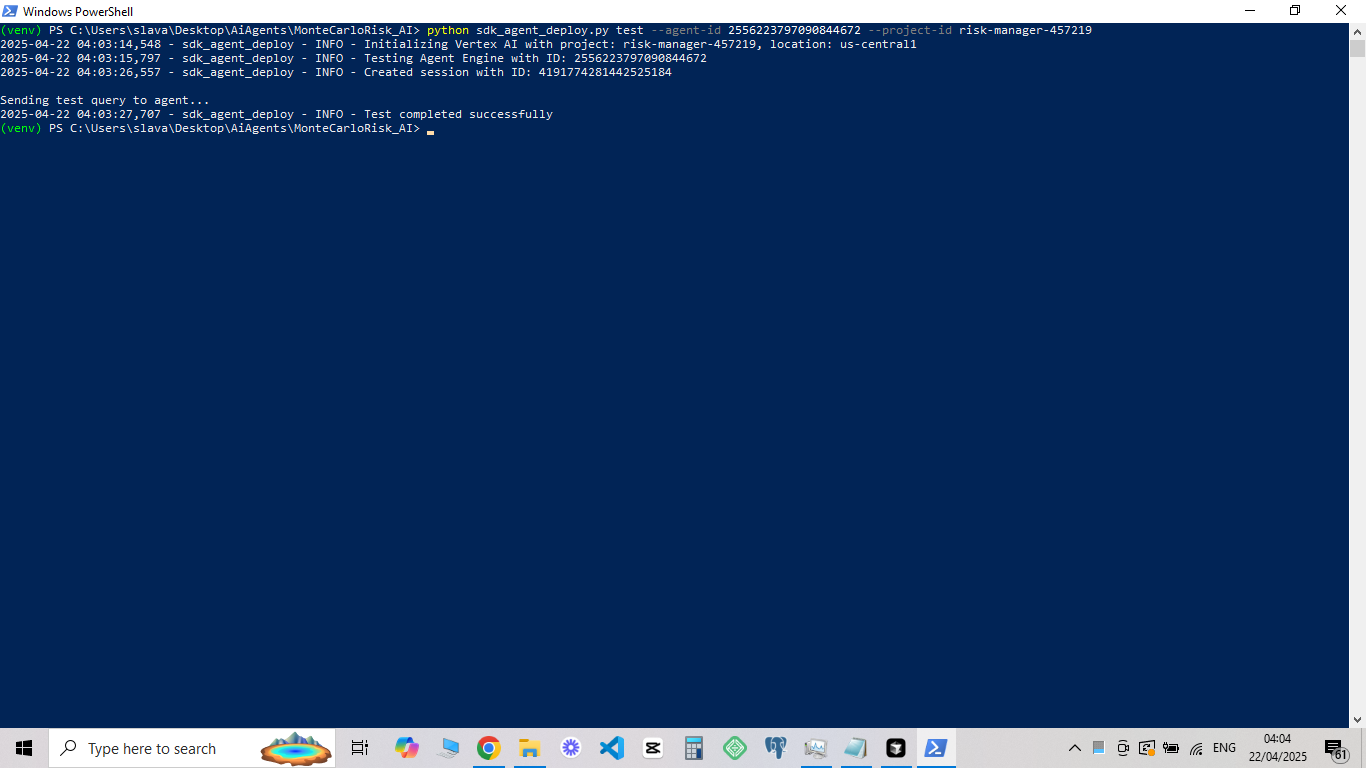 Windows PowerShell
(venv) PS C:\Users\slava\Desktop\AiAgents\MonteCarloRisk_AI> python sdk_agent_deploy.py test --agent-id 2556223797090844672 --project-id risk-manager-457219
2025-04-22 04:03:14,548 - sdk_agent_deploy - INFO - Initializing Vertex AI with project: risk-manager-457219, location: us-central1
2025-04-22 04:03:15,797 - sdk_agent_deploy - INFO - Testing Agent Engine with ID: 2556223797090844672
2025-04-22 04:03:26,557 - sdk_agent_deploy - INFO - Created session with ID: 4191774281442525184
Sending test query to agent...
2025-04-22 04:03:27,707 - sdk_agent_deploy - INFO - Test completed successfully
(venv) PS C:\Users\slava\Desktop\AiAgents\MonteCarloRisk_AI>
Type here to search
ENG
04:04
22/04/2025
61